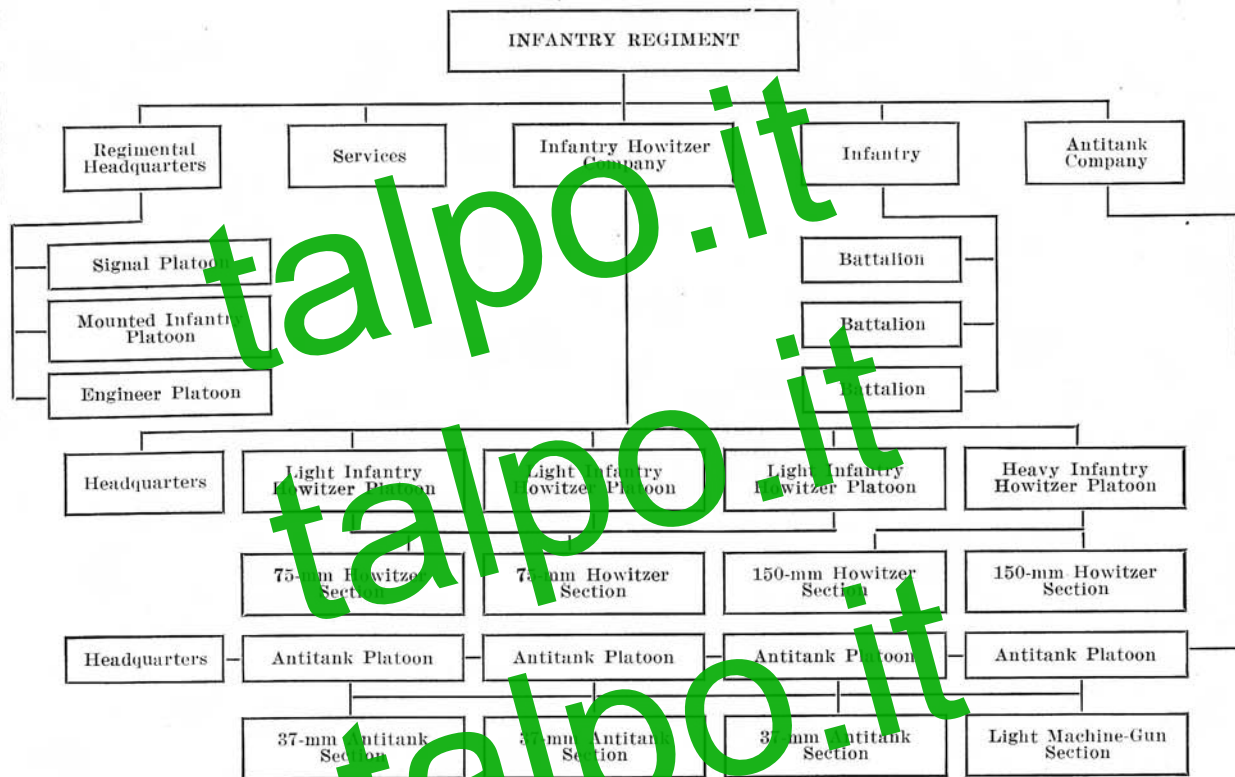 INFANTRY REGIMENT
Regimental
Headquarters
Services
Infantry Howitzer
Company
Infantry
Antitank
Company
Signal Platoon
Mounted Infantry
Platoon
Engineer Platoon
Battalion
Battalion
Battalion
Headquarters
Light Infantry
Howitzer Platoon
Light Infantry
Howitzer Platoon
Light Infantry
Howitzer Platoon
Heavy Infantry
Howitzer Platoon
75-mm Howitzer
Section
75-mm Howitzer
Section
150-mm Howitzer
Section
150-mm Howitzer
Section
Headquarters
Antitank Platoon
Antitank Platoon
Antitank Platoon
Antitank Platoon
37-mm Antitank
Section
37-mm Antitank
Section
37-mm Antitank
Section
Light Machine-Gun
Section
talpo.it
talpo.it
talpo.it